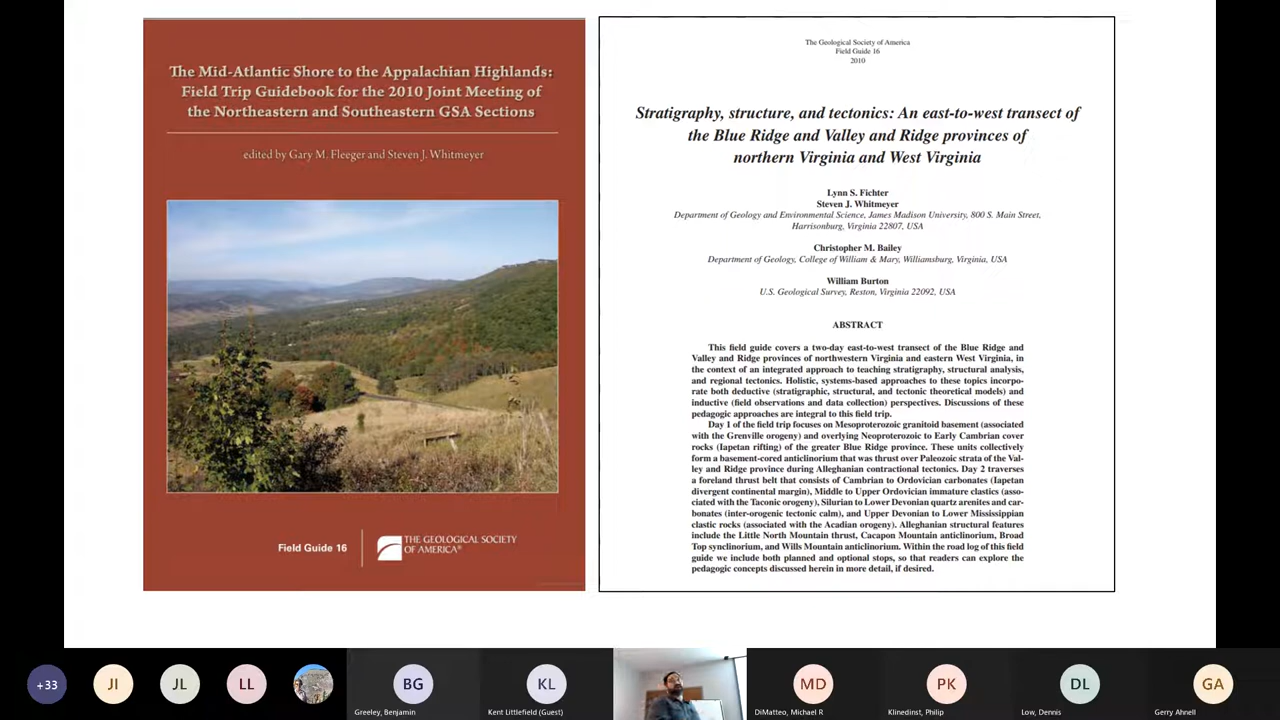 The Mid-Atlantic Shore to the Appalachian Highlands:
Field Trip Guidebook for the 2010 Joint Meeting of
the Northeastern and Southeastern GSA Sections
edited by Gary M. Fleeger and Steven J. Whitmeyer
Field Guide 16
THE GEOLOGICAL SOCIETY
OF AMERICA®
The Geological Society of America
Field Guide 16
2010
Stratigraphy, structure, and tectonics: An east-to-west transect of
the Blue Ridge and Valley and Ridge provinces of
northern Virginia and West Virginia
Lynn S. Fichter
Steven J. Whitmeyer
Department of Geology and Environmental Science, James Madison University, 800 S. Main Street,
Harrisonburg, Virginia 22807, USA
Christopher M. Bailey
Department of Geology, College of William & Mary, Williamsburg, Virginia, USA
William Burton
U.S. Geological Survey, Reston, Virginia 22092, USA
ABSTRACT
This field guide covers a two-day east-to-west transect of the Blue Ridge and
Valley and Ridge provinces of northwestern Virginia and eastern West Virginia, in
the context of an integrated approach to teaching stratigraphy, structural analysis,
and regional tectonics. Holistic, systems-based approaches to these topics incorpo-
rate both deductive (stratigraphic, structural, and tectonic theoretical models) and
inductive (field observations and data collection) perspectives. Discussions of these
pedagogic approaches are integral to this field trip.
Day 1 of the field trip focuses on Mesoproterozoic granitoid basement (associated
with the Grenville orogeny) and overlying Neoproterozoic to Early Cambrian cover
rocks (Iapetan rifting) of the greater Blue Ridge province. These units collectively
form a basement-cored anticlinorium that was thrust over Paleozoic strata of the Val-
ley and Ridge province during Alleghanian contractional tectonics. Day 2 traverses
a foreland thrust belt that consists of Cambrian to Ordovician carbonates (Iapetan
divergent continental margin), Middle to Upper Ordovician immature clastics (asso-
ciated with the Taconic orogeny), Silurian to Lower Devonian quartz arenites and car-
bonates (inter-orogenic tectonic calm), and Upper Devonian to Lower Mississippian
clastic rocks (associated with the Acadian orogeny). Alleghanian structural features
include the Little North Mountain thrust, Cacapon Mountain anticlinorium, Broad
Top synclinorium, and Wills Mountain anticlinorium. Within the road log of this field
guide we include both planned and optional stops, so that readers can explore the
pedagogic concepts discussed herein in more detail, if desired.
+33
JI
JL
LL
BG
KL
MD
PK
DL
GA
Greeley, Benjamin
Kent Littlefield (Guest)
DiMatteo, Michael R
Klinedinst, Philip
Low, Dennis
Gerry Ahnell